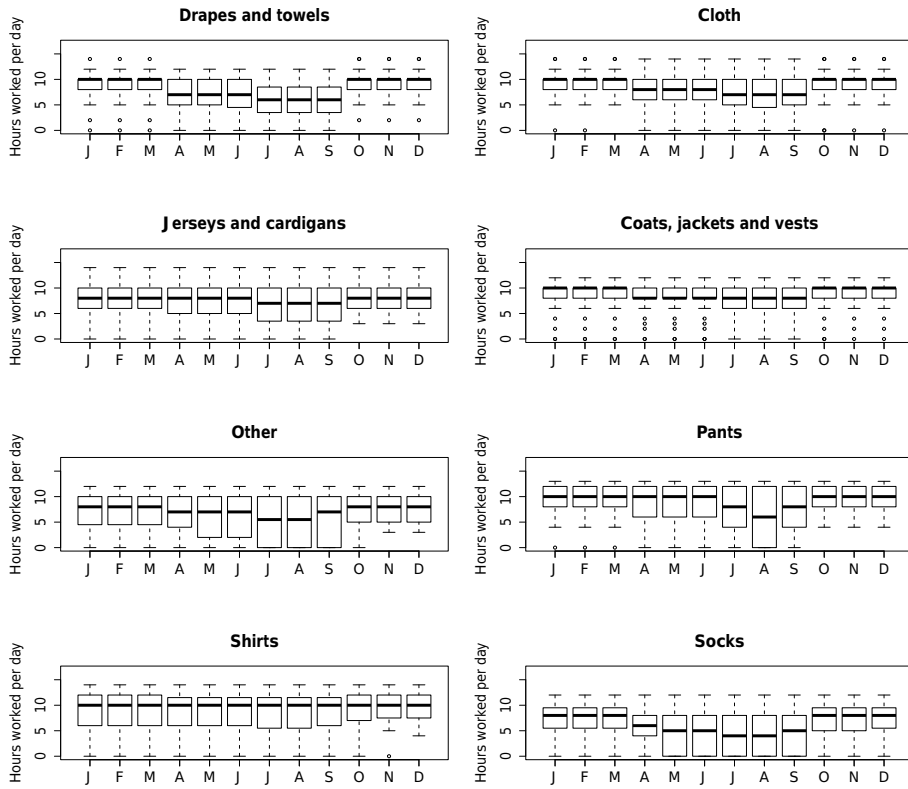 Drapes and towels
Hours worked per day
10
5
0
J F M A M J J A S O N D
Cloth
Hours worked per day
10
5
0
J F M A M J J A S O N D
Jerseys and cardigans
Hours worked per day
10
5
0
J F M A M J J A S O N D
Coats, jackets and vests
Hours worked per day
10
5
0
J F M A M J J A S O N D
Other
Hours worked per day
10
5
0
J F M A M J J A S O N D
Pants
Hours worked per day
10
5
0
J F M A M J J A S O N D
Shirts
Hours worked per day
10
5
0
J F M A M J J A S O N D
Socks
Hours worked per day
10
5
0
J F M A M J J A S O N D